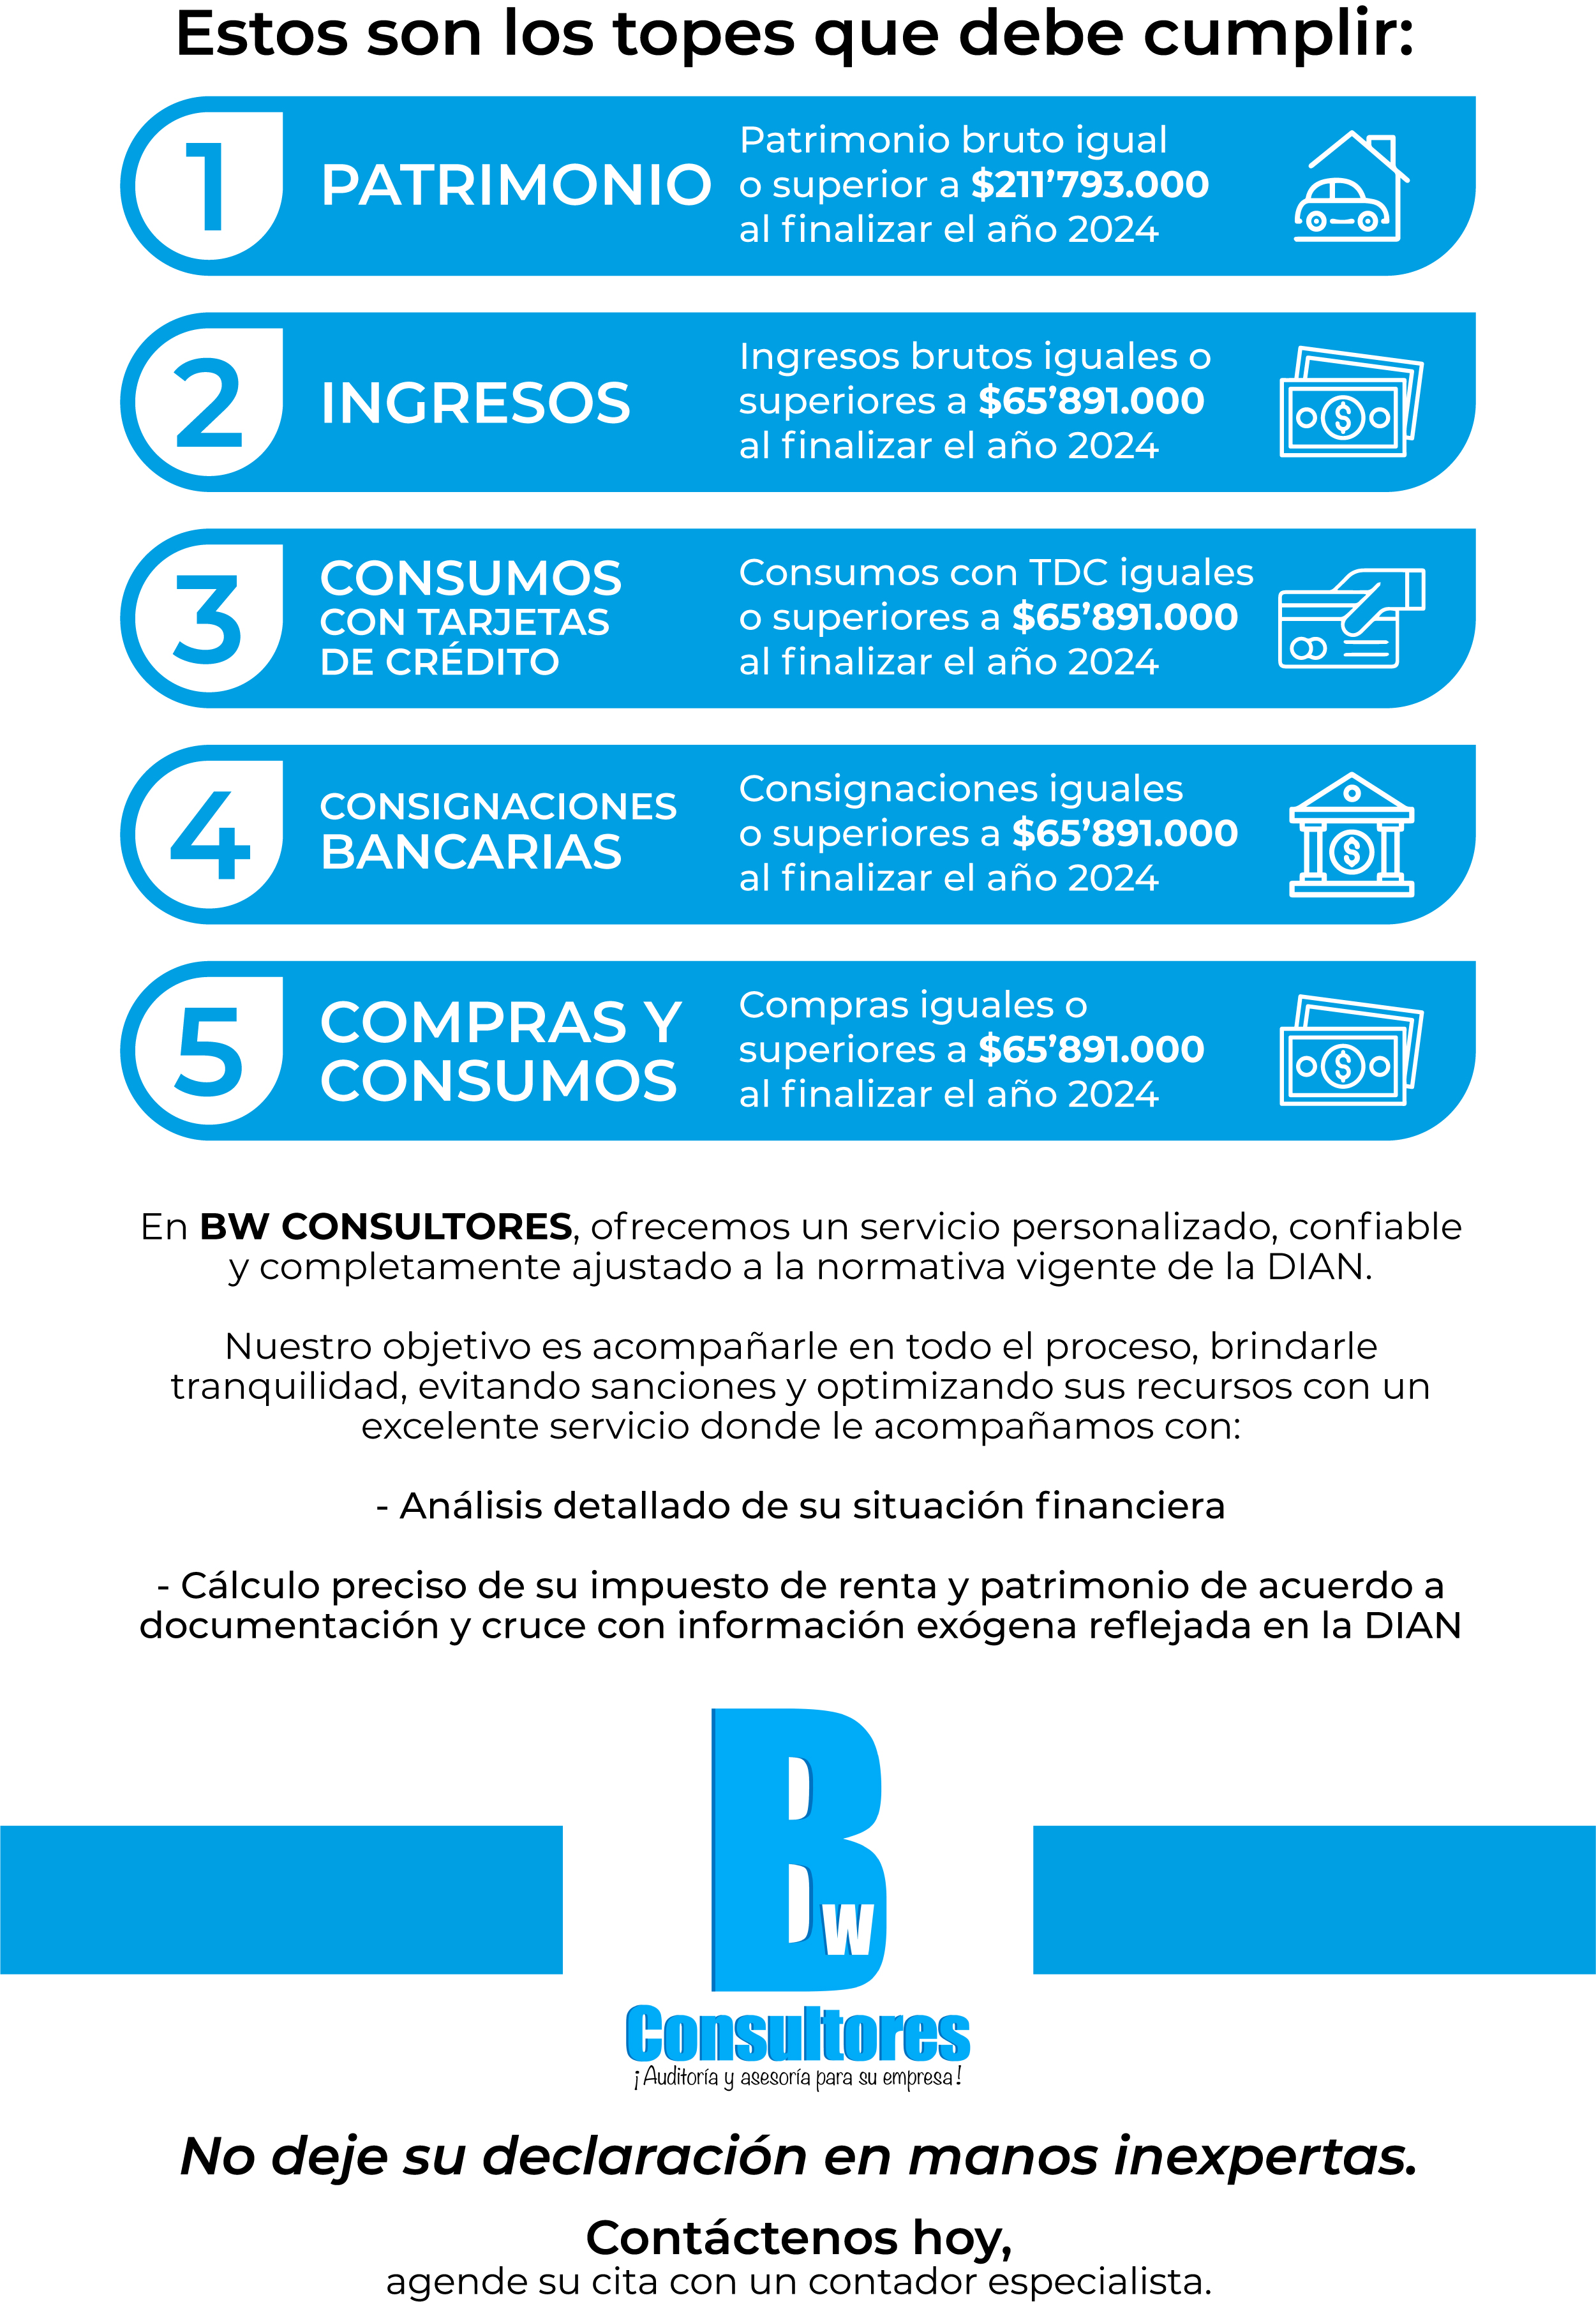 Estos son los topes que debe cumplir:
1
PATRIMONIO
Patrimonio bruto igual
o superior a $211’793.000
al finalizar el año 2024
2
INGRESOS
Ingresos brutos iguales o
superiores a $65’891.000
al finalizar el año 2024
3
CONSUMOS
CON TARJETAS
DE CRÉDITO
Consumos con TDC iguales
o superiores a $65’891.000
al finalizar el año 2024
4
CONSIGNACIONES
BANCARIAS
Consignaciones iguales
o superiores a $65’891.000
al finalizar el año 2024
5
COMPRAS Y
CONSUMOS
Compras iguales o
superiores a $65’891.000
al finalizar el año 2024
En BW CONSULTORES, ofrecemos un servicio personalizado, confiable
y completamente ajustado a la normativa vigente de la DIAN.
Nuestro objetivo es acompañarle en todo el proceso, brindarle
tranquilidad, evitando sanciones y optimizando sus recursos con un
excelente servicio donde le acompañamos con:
- Análisis detallado de su situación financiera
- Cálculo preciso de su impuesto de renta y patrimonio de acuerdo a
documentación y cruce con información exógena reflejada en la DIAN
BW
Consultores
¡Auditoría y asesoría para su empresa!
No deje su declaración en manos inexpertas.
Contáctenos hoy,
agende su cita con un contador especialista.